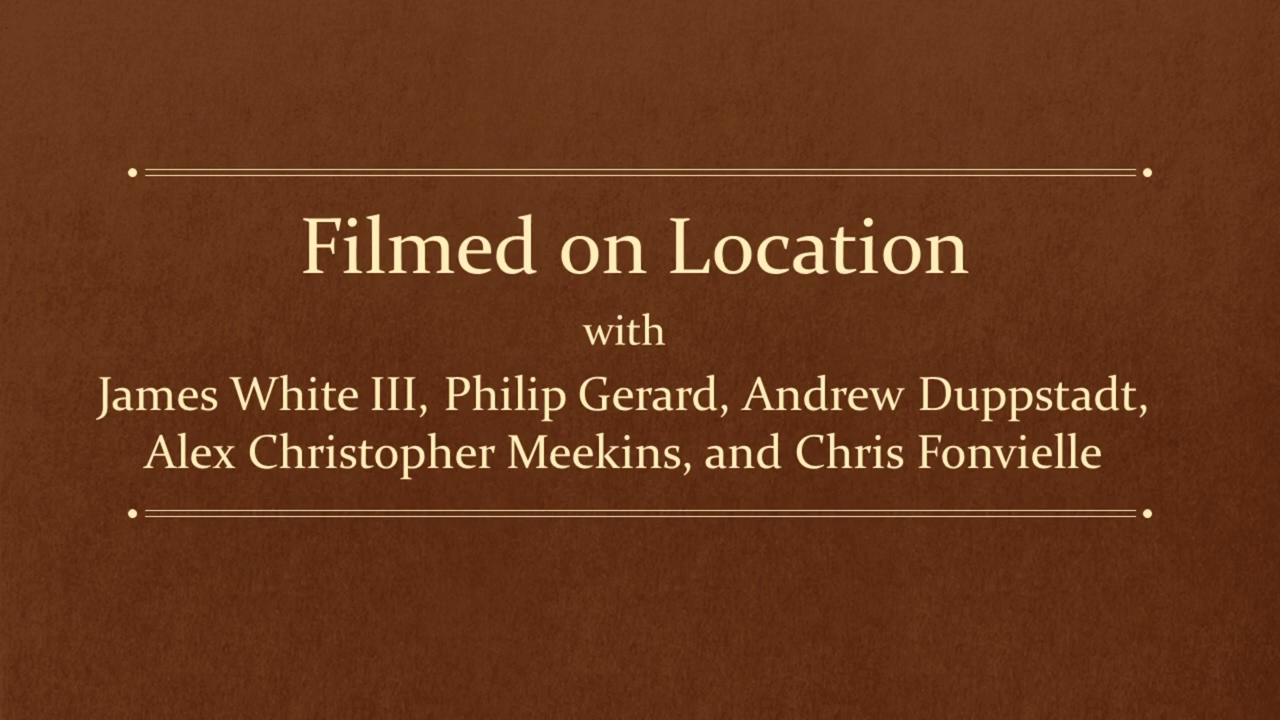 Filmed on Location
with
James White III, Philip Gerard, Andrew Duppstadt,
Alex Christopher Meekins, and Chris Fonvielle